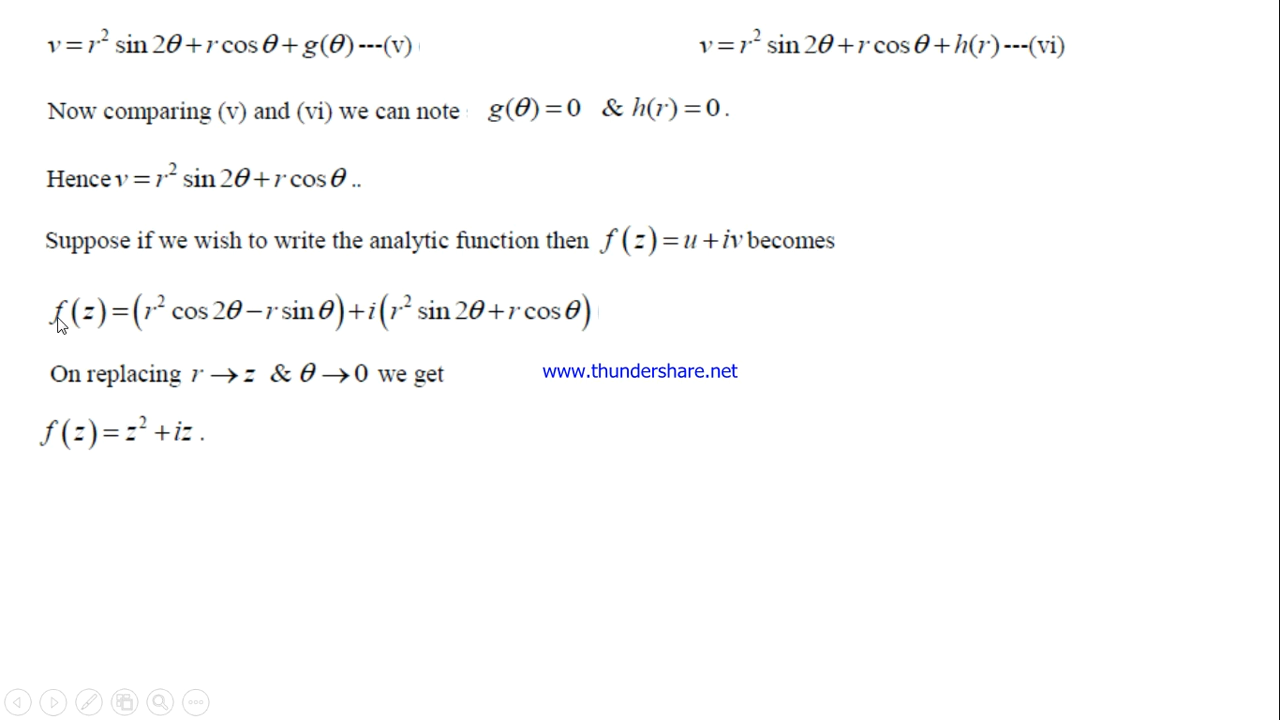 v = r² sin 2θ + r cos θ + g(θ) ---(v)    v = r² sin 2θ + r cos θ + h(r) ---(vi)
Now comparing (v) and (vi) we can note g(θ) = 0 & h(r) = 0 .
Hence v = r² sin 2θ + r cos θ ..
Suppose if we wish to write the analytic function then f(z) = u + iv becomes
f(z) = (r² cos 2θ − r sin θ) + i(r² sin 2θ + r cos θ)
On replacing r → z & θ → 0 we get
www.thundershare.net
f(z) = z² + iz .